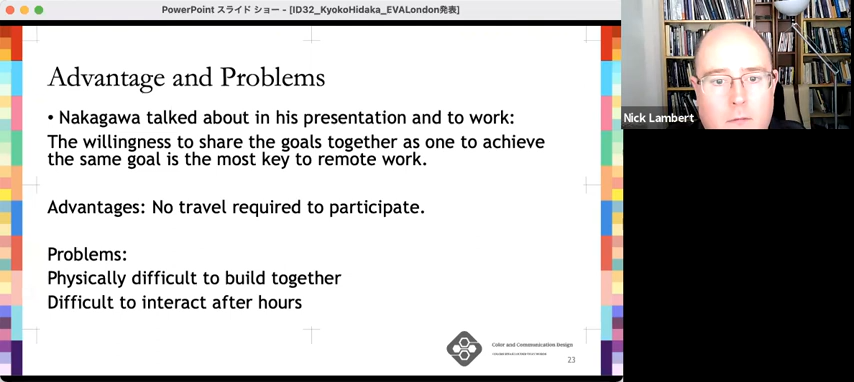 PowerPoint スライド ショー - [ID32_KyokoHidaka_EVALondon発表]
Advantage and Problems
• Nakagawa talked about in his presentation and to work:
The willingness to share the goals together as one to achieve
the same goal is the most key to remote work.
Advantages: No travel required to participate.
Problems:
Physically difficult to build together
Difficult to interact after hours
Color and Communication Design
23
Nick Lambert